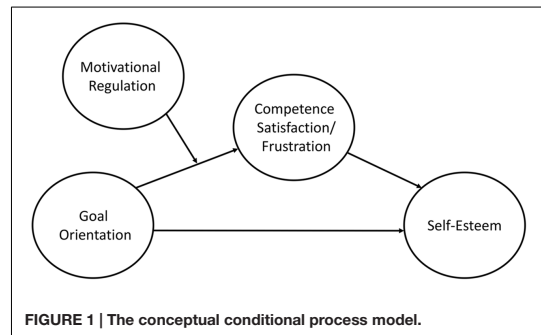 Motivational
Regulation
Competence
Satisfaction/
Frustration
Goal
Orientation
Self-Esteem
FIGURE 1 | The conceptual conditional process model.